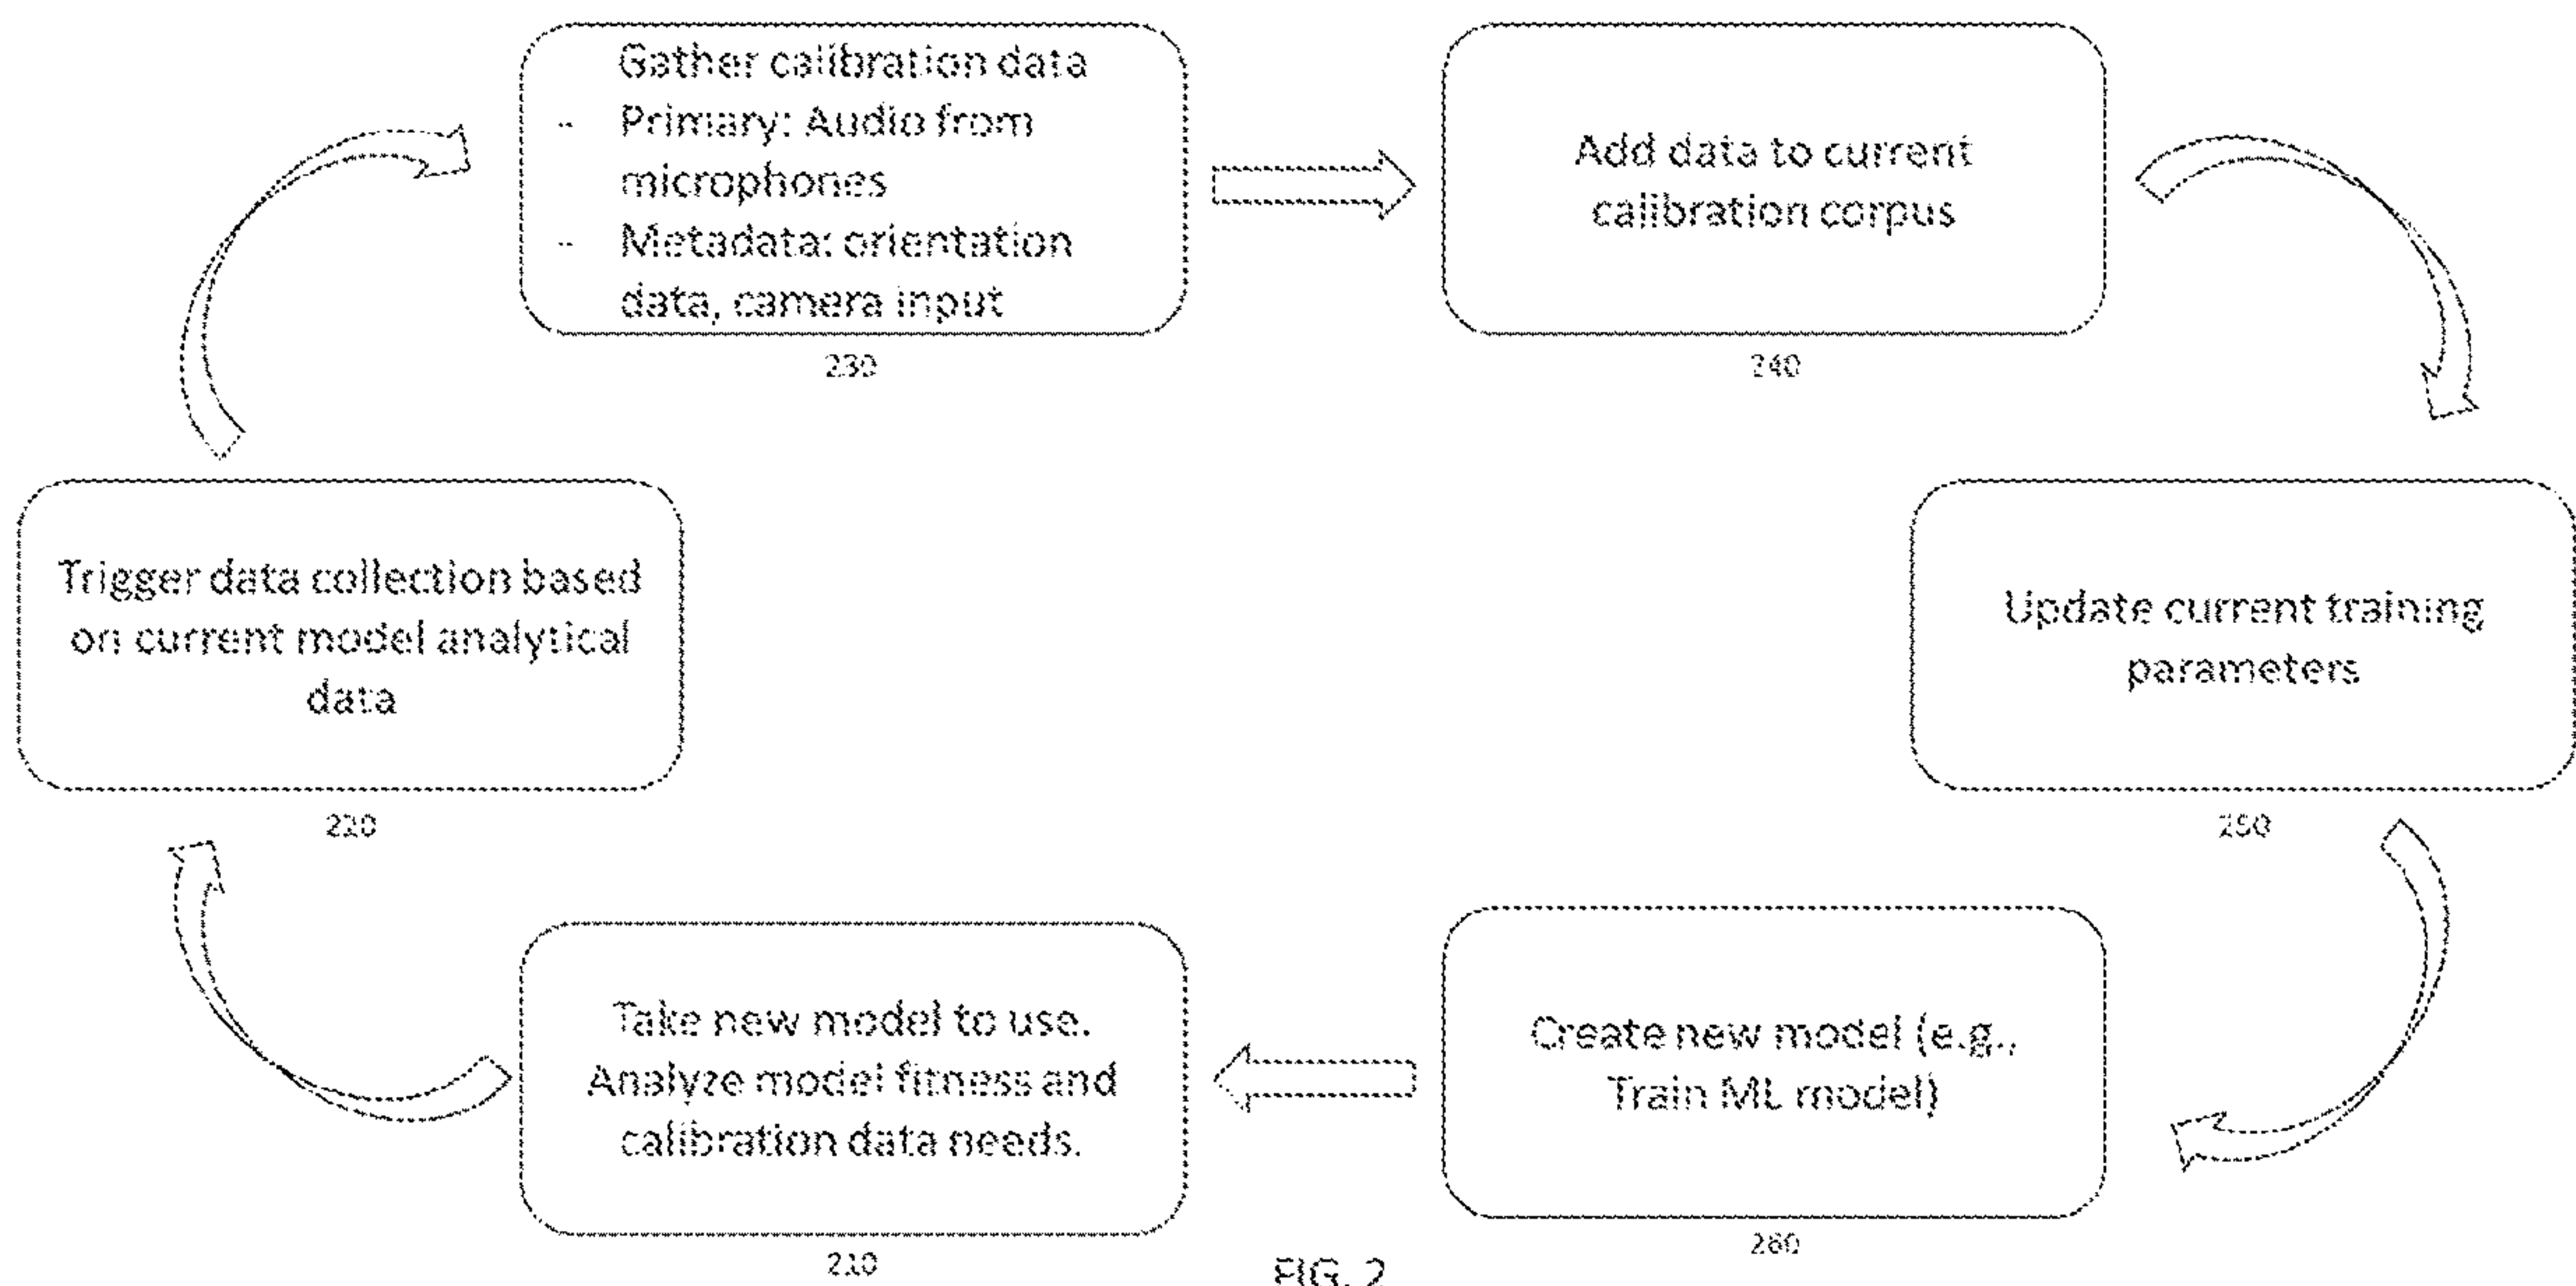 Gather calibration data
- Primary: Audio from
microphones
- Metadata: orientation
data, camera input
230
Add data to current
calibration corpus
240
Trigger data collection based
on current model analytical
data
220
Update current training
parameters
250
Take new model to use.
Analyze model fitness and
calibration data needs.
210
Create new model (e.g.,
Train ML model)
260
FIG. 2